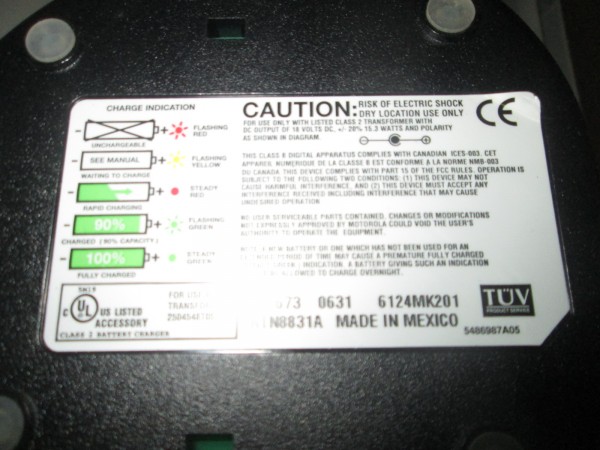 CHARGE INDICATION
FLASHING RED
UNCHARGEABLE
SEE MANUAL
FLASHING YELLOW
WAITING TO CHARGE
STEADY RED
RAPID CHARGING
90%
FLASHING GREEN
CHARGED (90% CAPACITY)
100%
STEADY GREEN
FULLY CHARGED
CAUTION: RISK OF ELECTRIC SHOCK
DRY LOCATION USE ONLY
CE
FOR USE ONLY WITH LISTED CLASS 2 TRANSFORMER WITH
DC OUTPUT OF 18 VOLTS DC, +/- 20% 15.3 WATTS AND POLARITY
AS SHOWN IN DIAGRAM.
THIS CLASS B DIGITAL APPARATUS COMPLIES WITH CANADIAN ICES-003. CET
APPAREIL NUMERIQUE DE LA CLASSE B EST CONFORME A LA NORME NMB-003
DU CANADA. THIS DEVICE COMPLIES WITH PART 15 OF THE FCC RULES. OPERATION IS
SUBJECT TO THE FOLLOWING TWO CONDITIONS: (1) THIS DEVICE MAY NOT
CAUSE HARMFUL INTERFERENCE, AND (2) THIS DEVICE MUST ACCEPT ANY
INTERFERENCE RECEIVED INCLUDING INTERFERENCE THAT MAY CAUSE
UNDESIRED OPERATION.
NO USER SERVICEABLE PARTS CONTAINED. CHANGES OR MODIFICATIONS
NOT EXPRESSLY APPROVED BY MOTOROLA COULD VOID THE USER'S
AUTHORITY TO OPERATE THE EQUIPMENT.
A NEW BATTERY OR ONE WHICH HAS NOT BEEN USED FOR AN
PERIOD OF TIME MAY CAUSE A PREMATURE FULLY CHARGED
INDICATION. A BATTERY GIVING SUCH AN INDICATION
ALLOWED TO CHARGE OVERNIGHT.
UL US LISTED
ACCESSORY
CLASS 2 BATTERY CHARGER
FOR USE
73 0631 6124MK201
8831A MADE IN MEXICO
TÜV
PRODUCT SERVICE
5486987A05